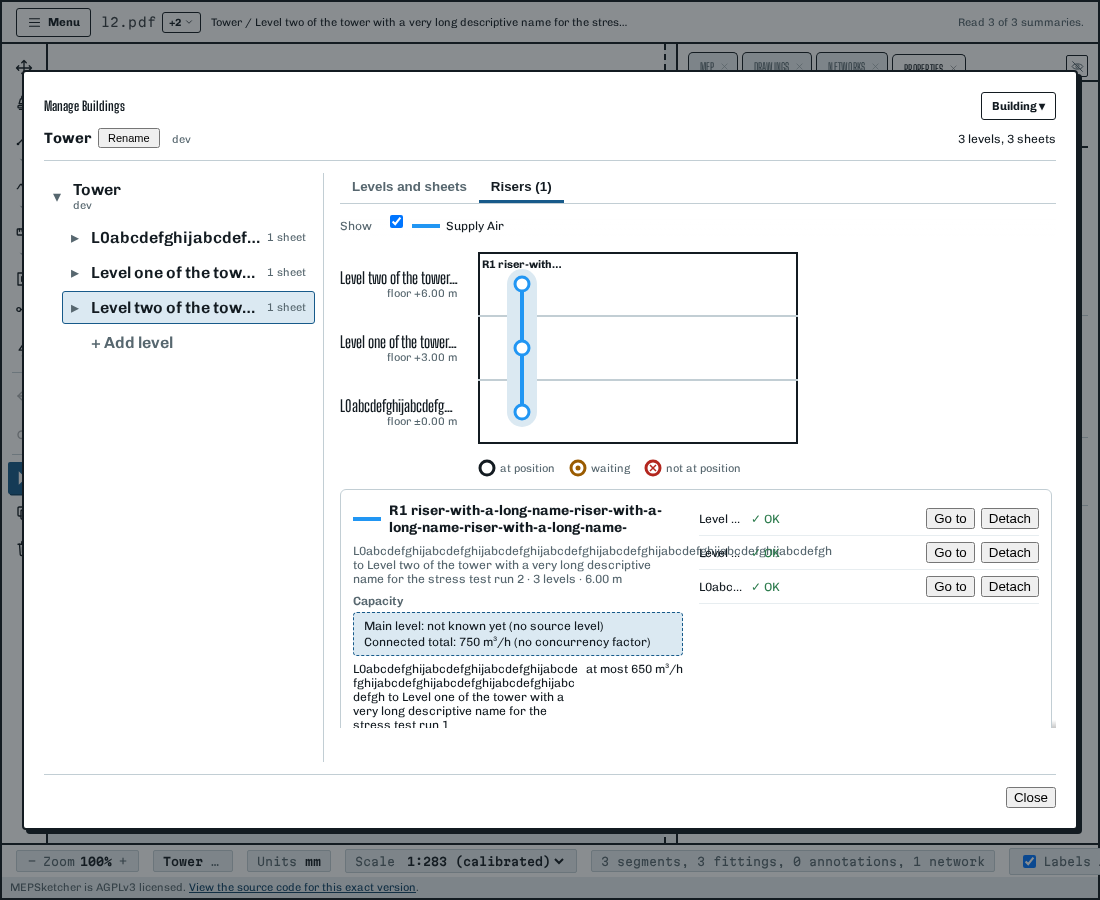 Menu
l2.pdf
+2
Tower / Level two of the tower with a very long descriptive name for the stres...
Read 3 of 3 summaries.
MEP
DRAWINGS
NETWORKS
PROPERTIES
Manage Buildings
Building ▾
Tower
Rename
dev
3 levels, 3 sheets
▼ Tower
dev
▶ L0abcdefghijabcdef... 1 sheet
▶ Level one of the tow... 1 sheet
▶ Level two of the tow... 1 sheet
+ Add level
Levels and sheets
Risers (1)
Show
Supply Air
R1 riser-with...
Level two of the tower...
floor +6.00 m
Level one of the tower...
floor +3.00 m
L0abcdefghijabcdefg...
floor ±0.00 m
at position
waiting
not at position
R1 riser-with-a-long-name-riser-with-a-
long-name-riser-with-a-long-name-
L0abcdefghijabcdefghijabcdefghijabcdefghijabcdefghijabcdefghijabcdefgh
to Level two of the tower with a very long descriptive
name for the stress test run 2 · 3 levels · 6.00 m
Capacity
Main level: not known yet (no source level)
Connected total: 750 m³/h (no concurrency factor)
L0abcdefghijabcdefghijabcdefghijabcde at most 650 m³/h
fghijabcdefghijabcdefghijabcdefghijabc
defgh to Level one of the tower with a
very long descriptive name for the
stress test run 1
Level ... ✓ OK Go to Detach
Level ... ✓ OK Go to Detach
L0abc... ✓ OK Go to Detach
Close
− Zoom 100% +
Tower …
Units mm
Scale 1:283 (calibrated)
3 segments, 3 fittings, 0 annotations, 1 network
Labels
MEPSketcher is AGPLv3 licensed. View the source code for this exact version.